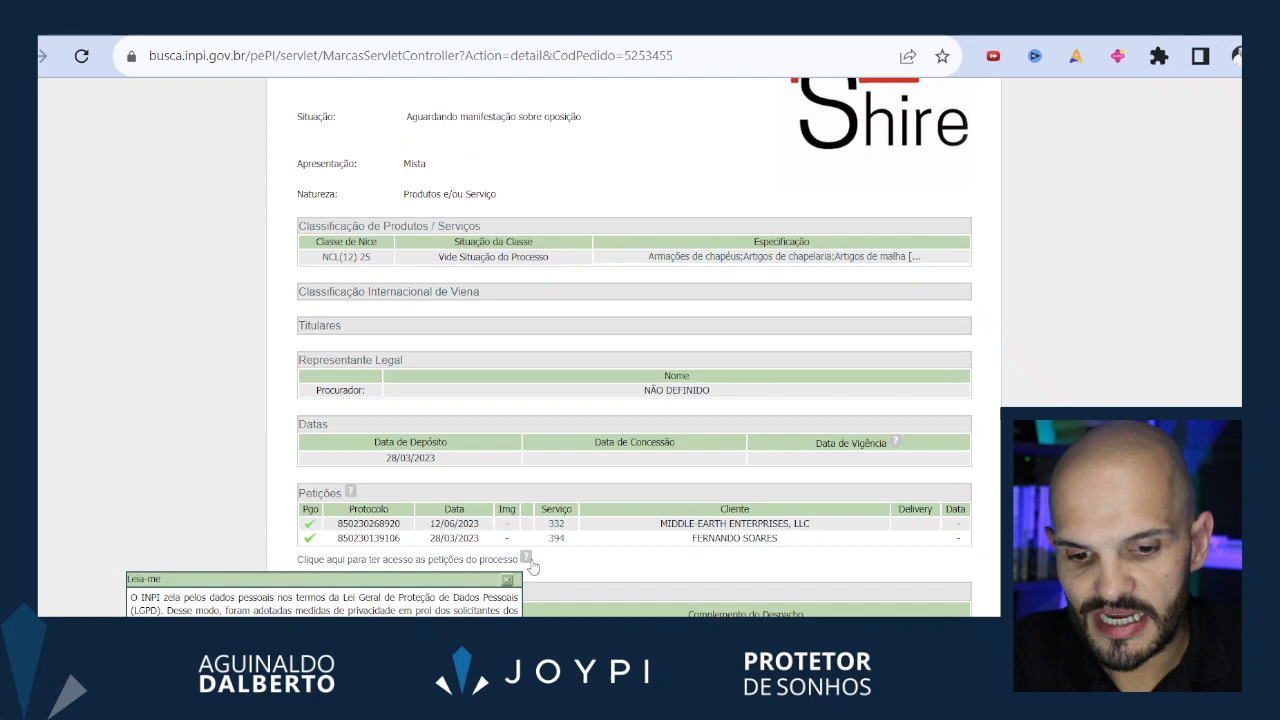 busca.inpi.gov.br/pePI/servlet/MarcasServletController?Action=detail&CodPedido=5253455
Shire
Situação: Aguardando manifestação sobre oposição
Apresentação: Mista
Natureza: Produtos e/ou Serviço
Classificação de Produtos / Serviços
Classe de Nice Situação da Classe Especificação
NCL(12) 25 Vide Situação do Processo Armações de chapéus;Artigos de chapelaria;Artigos de malha [...
Classificação Internacional de Viena
Titulares
Representante Legal
Nome
Procurador: NÃO DEFINIDO
Datas
Data de Depósito Data de Concessão Data de Vigência ?
28/03/2023
Petições ?
Pgo Protocolo Data Img Serviço Cliente Delivery Data
850230268920 12/06/2023 - 332 MIDDLE-EARTH ENTERPRISES, LLC -
850230139106 28/03/2023 - 394 FERNANDO SOARES -
Clique aqui para ter acesso as petições do processo ?
Leia-me
O INPI zela pelos dados pessoais nos termos da Lei Geral de Proteção de Dados Pessoais
(LGPD). Desse modo, foram adotadas medidas de privacidade em prol dos solicitantes dos
Complemento do Despacho
AGUINALDO
DALBERTO
JOYPI
PROTETOR
DE SONHOS